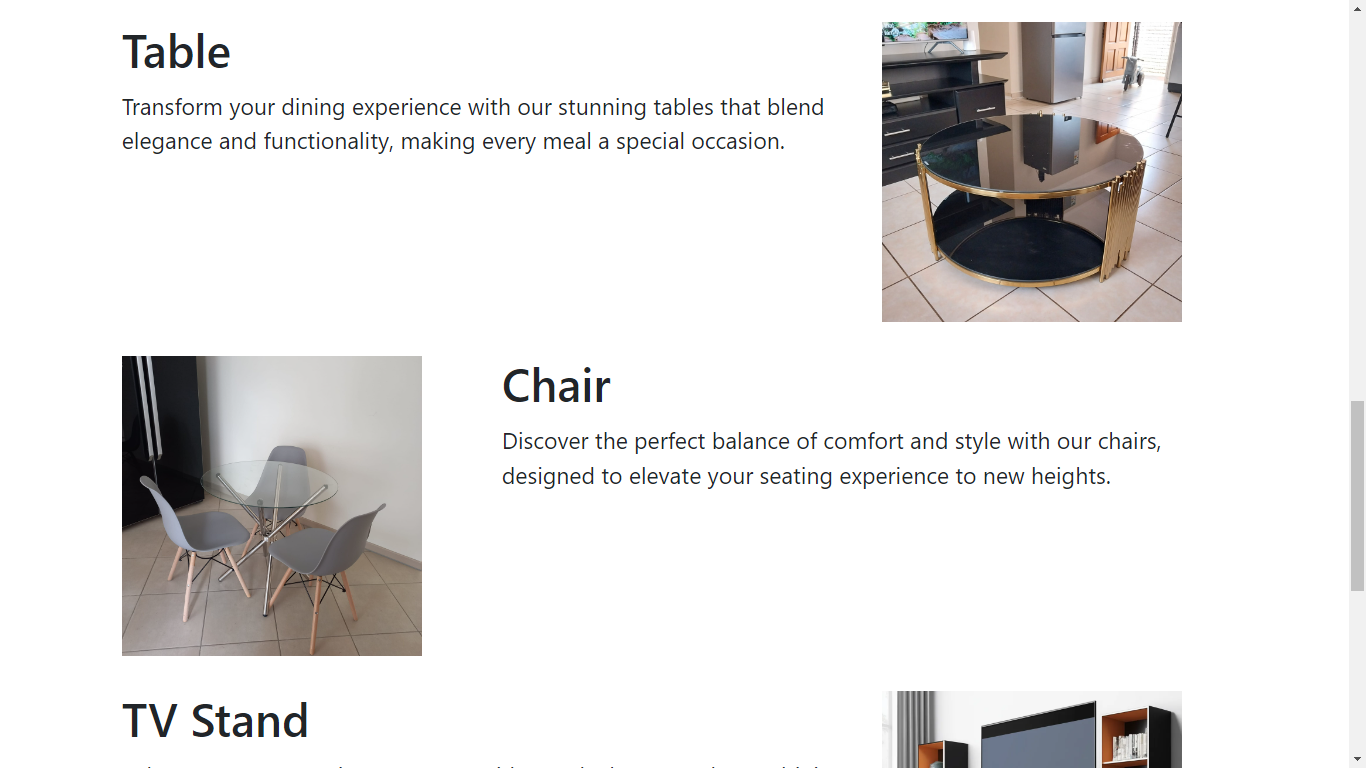 Table
Transform your dining experience with our stunning tables that blend
elegance and functionality, making every meal a special occasion.
Chair
Discover the perfect balance of comfort and style with our chairs,
designed to elevate your seating experience to new heights.
TV Stand